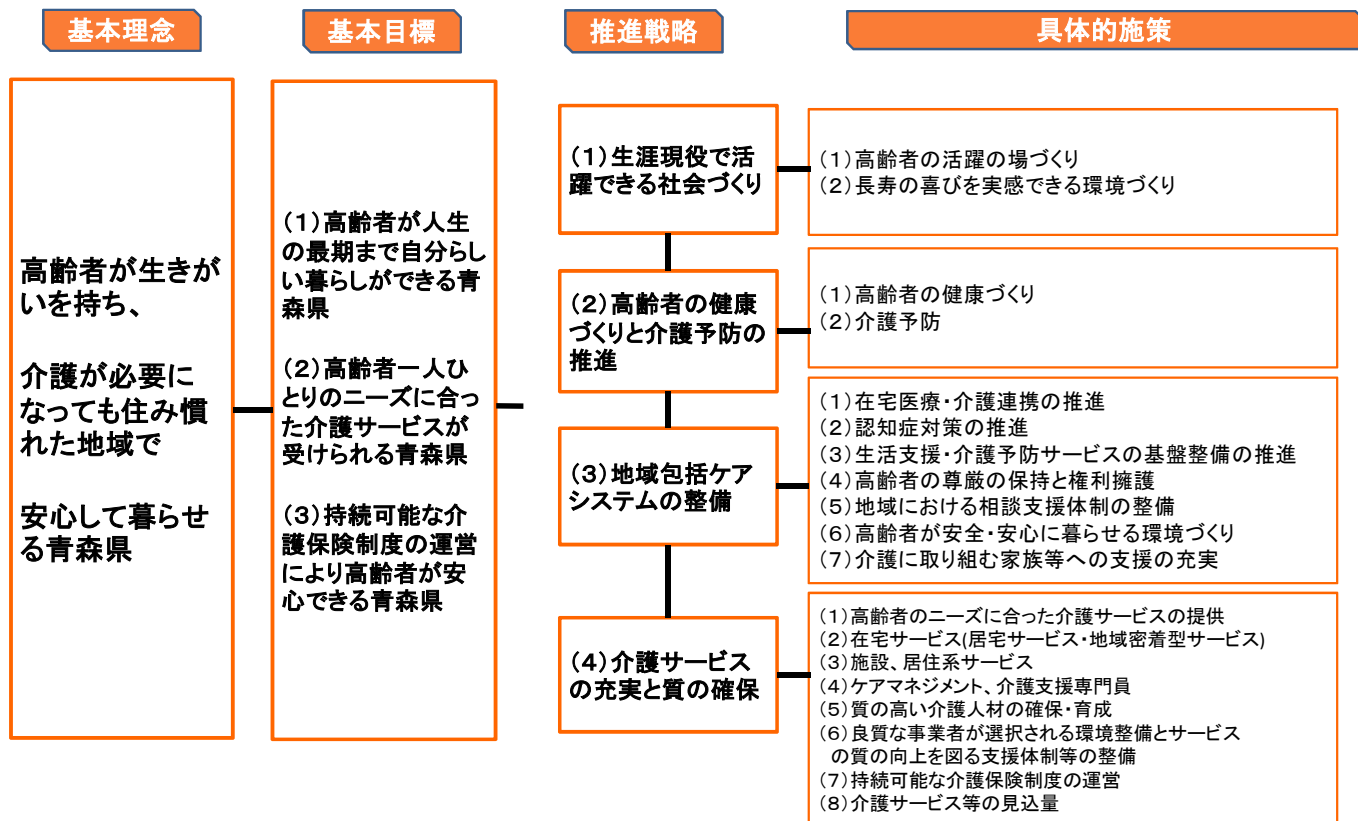 基本理念
基本目標
推進戦略
具体的施策
高齢者が生きが
いを持ち、
介護が必要に
なっても住み慣
れた地域で
安心して暮らせ
る青森県
(1)高齢者が人生
の最期まで自分らし
い暮らしができる青
森県
(2)高齢者一人ひ
とりのニーズに合っ
た介護サービスが
受けられる青森県
(3)持続可能な介
護保険制度の運営
により高齢者が安
心できる青森県
(1)生涯現役で活
躍できる社会づくり
(1)高齢者の活躍の場づくり
(2)長寿の喜びを実感できる環境づくり
(2)高齢者の健康
づくりと介護予防の
推進
(1)高齢者の健康づくり
(2)介護予防
(3)地域包括ケア
システムの整備
(1)在宅医療・介護連携の推進
(2)認知症対策の推進
(3)生活支援・介護予防サービスの基盤整備の推進
(4)高齢者の尊厳の保持と権利擁護
(5)地域における相談支援体制の整備
(6)高齢者が安全・安心に暮らせる環境づくり
(7)介護に取り組む家族等への支援の充実
(4)介護サービス
の充実と質の確保
(1)高齢者のニーズに合った介護サービスの提供
(2)在宅サービス(居宅サービス・地域密着型サービス)
(3)施設、居住系サービス
(4)ケアマネジメント、介護支援専門員
(5)質の高い介護人材の確保・育成
(6)良質な事業者が選択される環境整備とサービス
の質の向上を図る支援体制等の整備
(7)持続可能な介護保険制度の運営
(8)介護サービス等の見込量